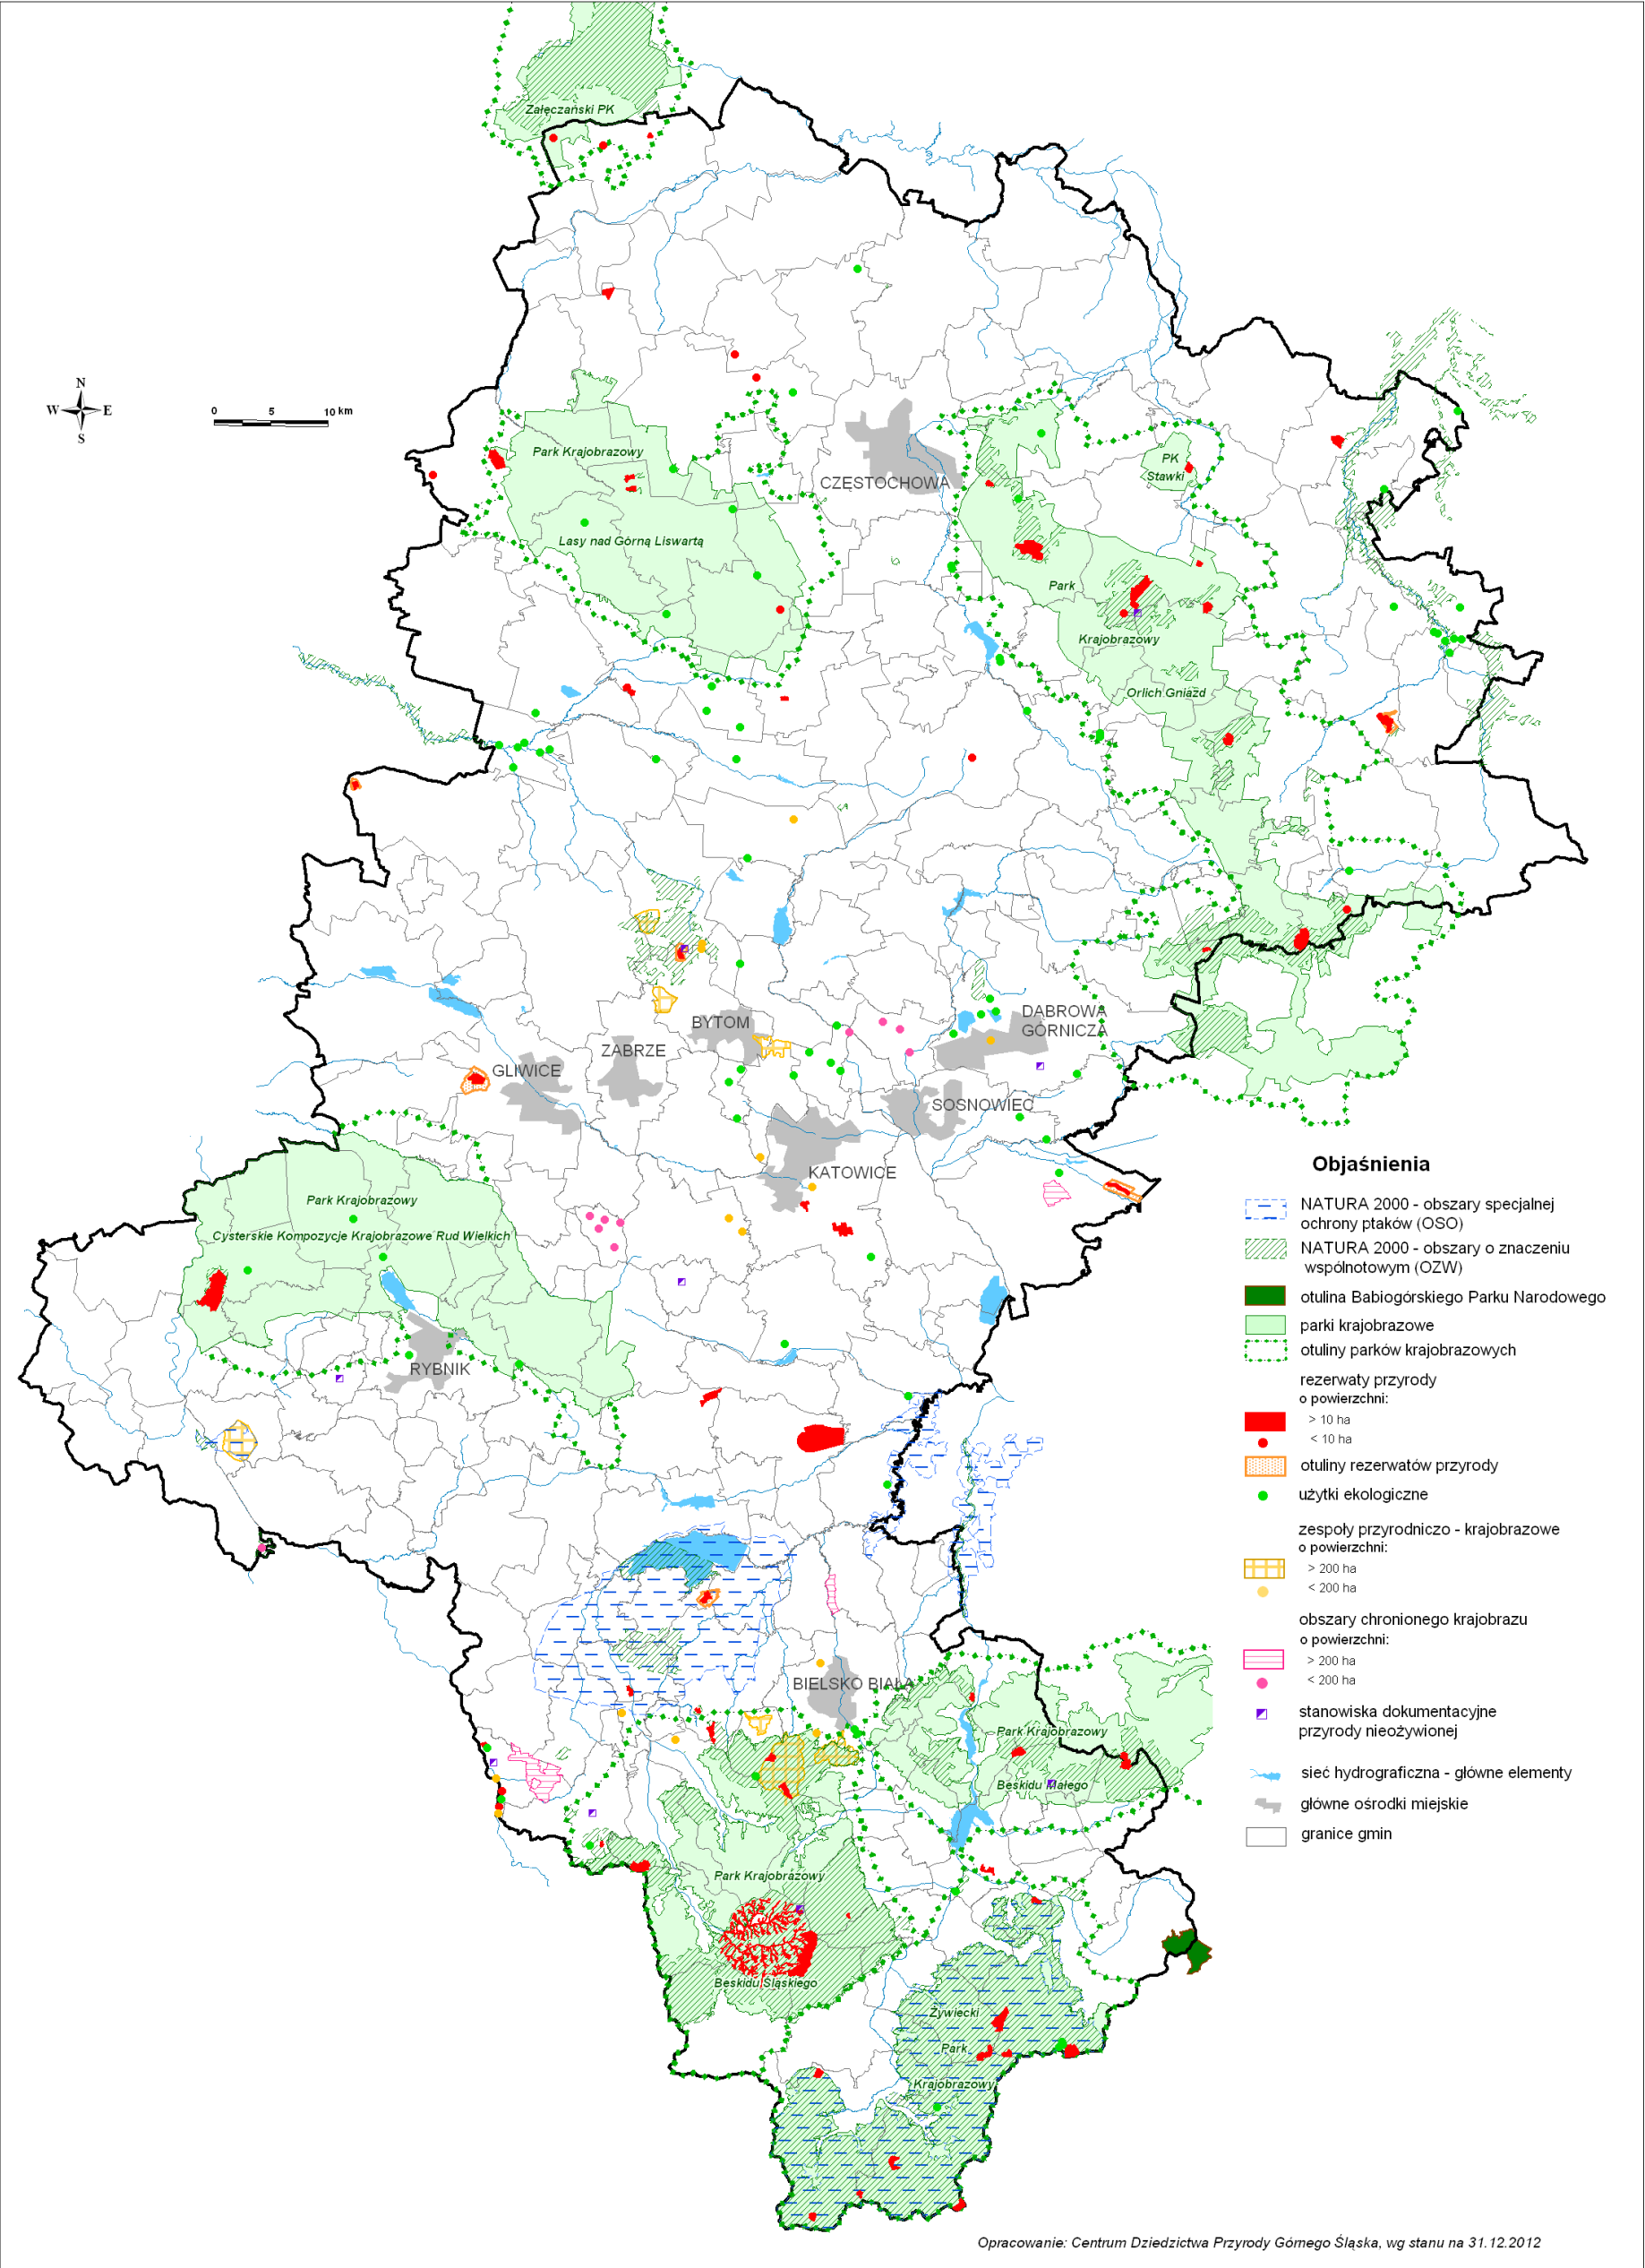 Załęczański PK
N
W
E
S
0
5
10 km
Park Krajobrazowy
Lasy nad Górną Liswartą
CZĘSTOCHOWA
PK
Stawki
Park
Krajobrazowy
Orlich Gniazd
BYTOM
ZABRZE
GLIWICE
DĄBROWA
GÓRNICZA
SOSNOWIEC
KATOWICE
Park Krajobrazowy
Cysterskie Kompozycje Krajobrazowe Rud Wielkich
RYBNIK
BIELSKO BIAŁA
Park Krajobrazowy
Beskidu Małego
Park Krajobrazowy
Beskidu Śląskiego
Żywiecki
Park
Krajobrazowy
Objaśnienia
NATURA 2000 - obszary specjalnej
ochrony ptaków (OSO)
NATURA 2000 - obszary o znaczeniu
wspólnotowym (OZW)
otulina Babiogórskiego Parku Narodowego
parki krajobrazowe
otuliny parków krajobrazowych
rezerwaty przyrody
o powierzchni:
> 10 ha
< 10 ha
otuliny rezerwatów przyrody
użytki ekologiczne
zespoły przyrodniczo - krajobrazowe
o powierzchni:
> 200 ha
< 200 ha
obszary chronionego krajobrazu
o powierzchni:
> 200 ha
< 200 ha
stanowiska dokumentacyjne
przyrody nieożywionej
sieć hydrograficzna - główne elementy
główne ośrodki miejskie
granice gmin
Opracowanie: Centrum Dziedzictwa Przyrody Górnego Śląska, wg stanu na 31.12.2012